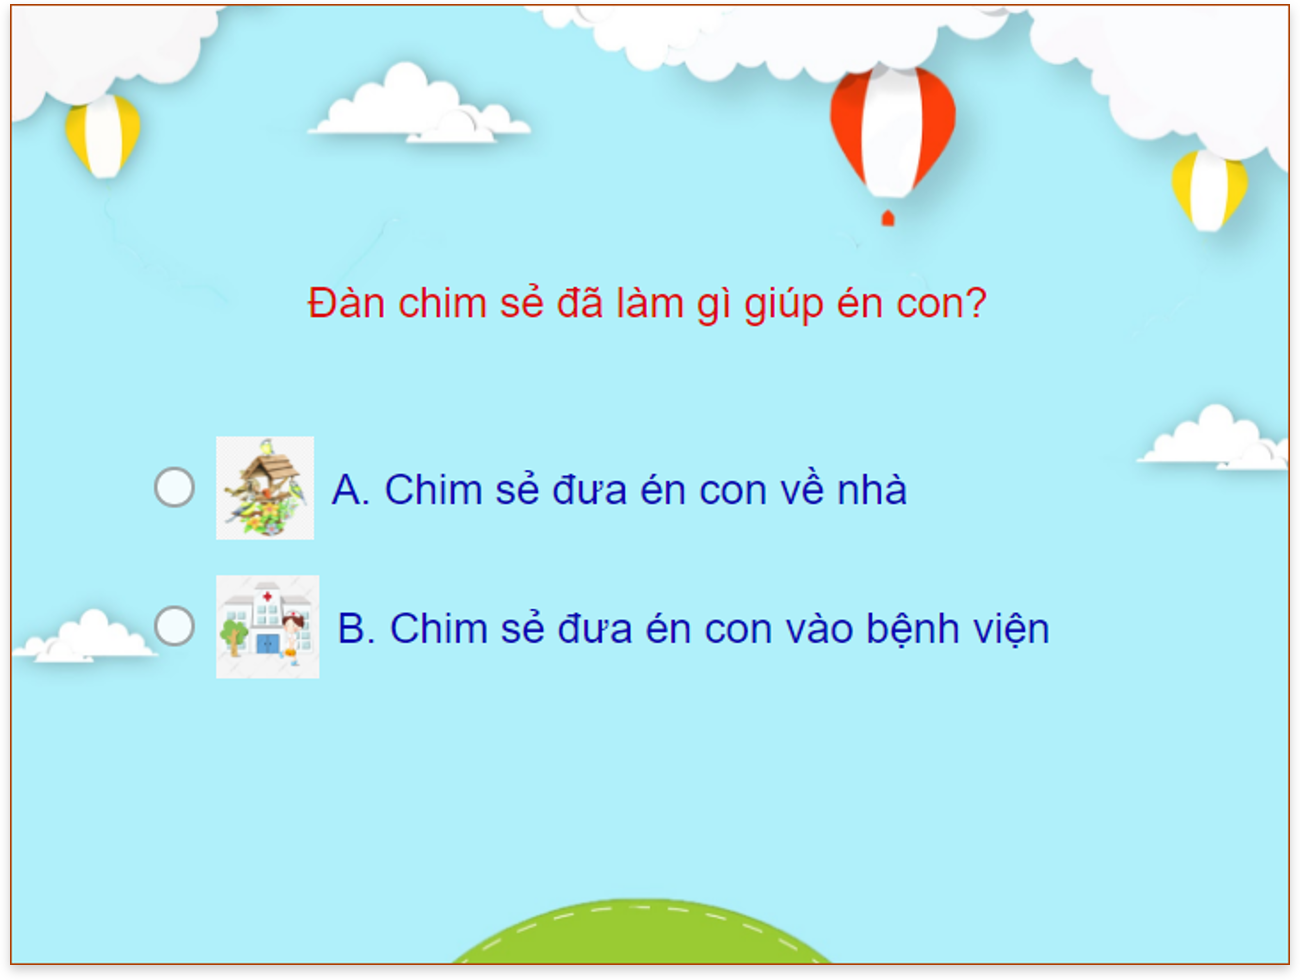 Đàn chim sẻ đã làm gì giúp én con?
A. Chim sẻ đưa én con về nhà
B. Chim sẻ đưa én con vào bệnh viện